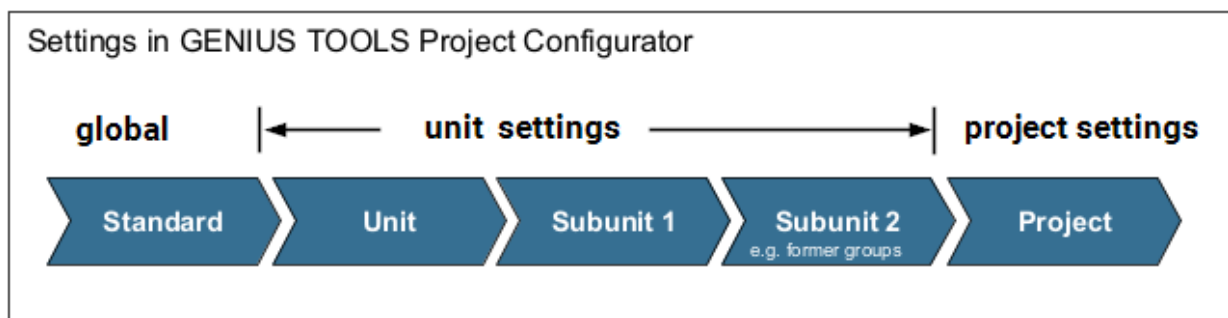 Settings in GENIUS TOOLS Project Configurator
global unit settings project settings
Standard Unit Subunit 1 Subunit 2 Project
e.g. former groups